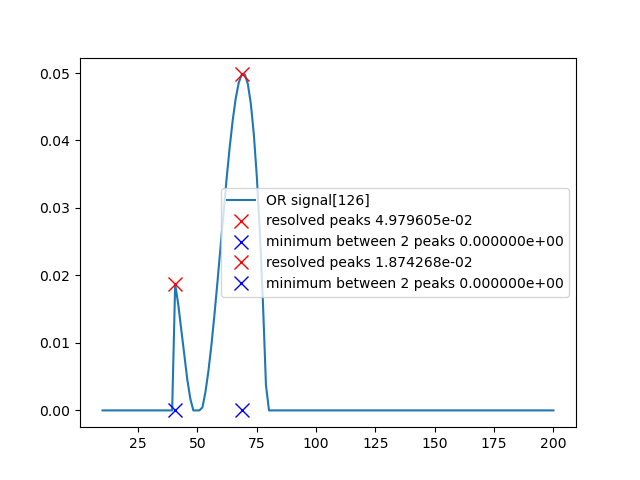 0.05
0.04
0.03
0.02
0.01
0.00
OR signal[126]
resolved peaks 4.979605e-02
minimum between 2 peaks 0.000000e+00
resolved peaks 1.874268e-02
minimum between 2 peaks 0.000000e+00
25 50 75 100 125 150 175 200